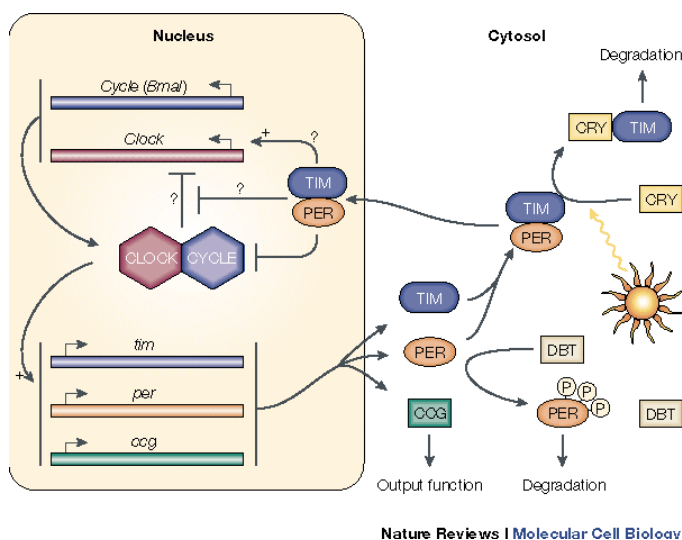 Nucleus
Cytosol
Degradation
Cycle (Bmal)
CRY TIM
Clock
+ ?
TIM
PER
?
?
TIM
PER
CRY
CLOCK CYCLE
TIM
tim
PER
DBT
+
per
P P P
PER
DBT
ccg
CCG
Output function
Degradation
Nature Reviews | Molecular Cell Biology